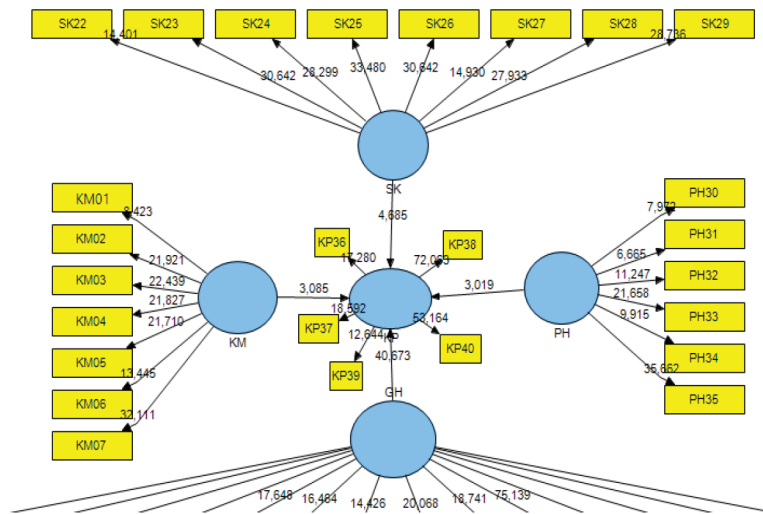 SK22 SK23 SK24 SK25 SK26 SK27 SK28 SK29
14,401 30,642 28,299 33,480 30,642 14,930 27,933 28,736
SK
4,685
KM01 8,423
KM02 21,921
KM03 22,439
KM04 21,827
KM05 21,710
KM06 13,445
KM07 32,111
KM
3,085
KP36 17,280
KP38 72,063
KP37 18,592
KP40 53,164
KP39 12,644
KP
40,673
GH
3,019
PH
PH30 7,972
PH31 6,665
PH32 11,247
PH33 21,658
PH34 9,915
PH35 35,662
17,648 16,464 14,426 20,068 18,741 75,139